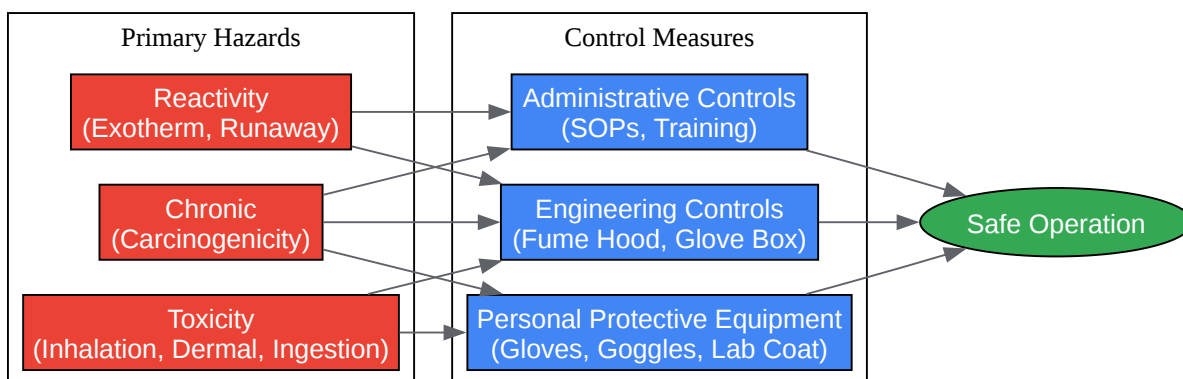 Primary Hazards
Reactivity
(Exotherm, Runaway)
Chronic
(Carcinogenicity)
Toxicity
(Inhalation, Dermal, Ingestion)
Control Measures
Administrative Controls
(SOPs, Training)
Engineering Controls
(Fume Hood, Glove Box)
Personal Protective Equipment
(Gloves, Goggles, Lab Coat)
Safe Operation